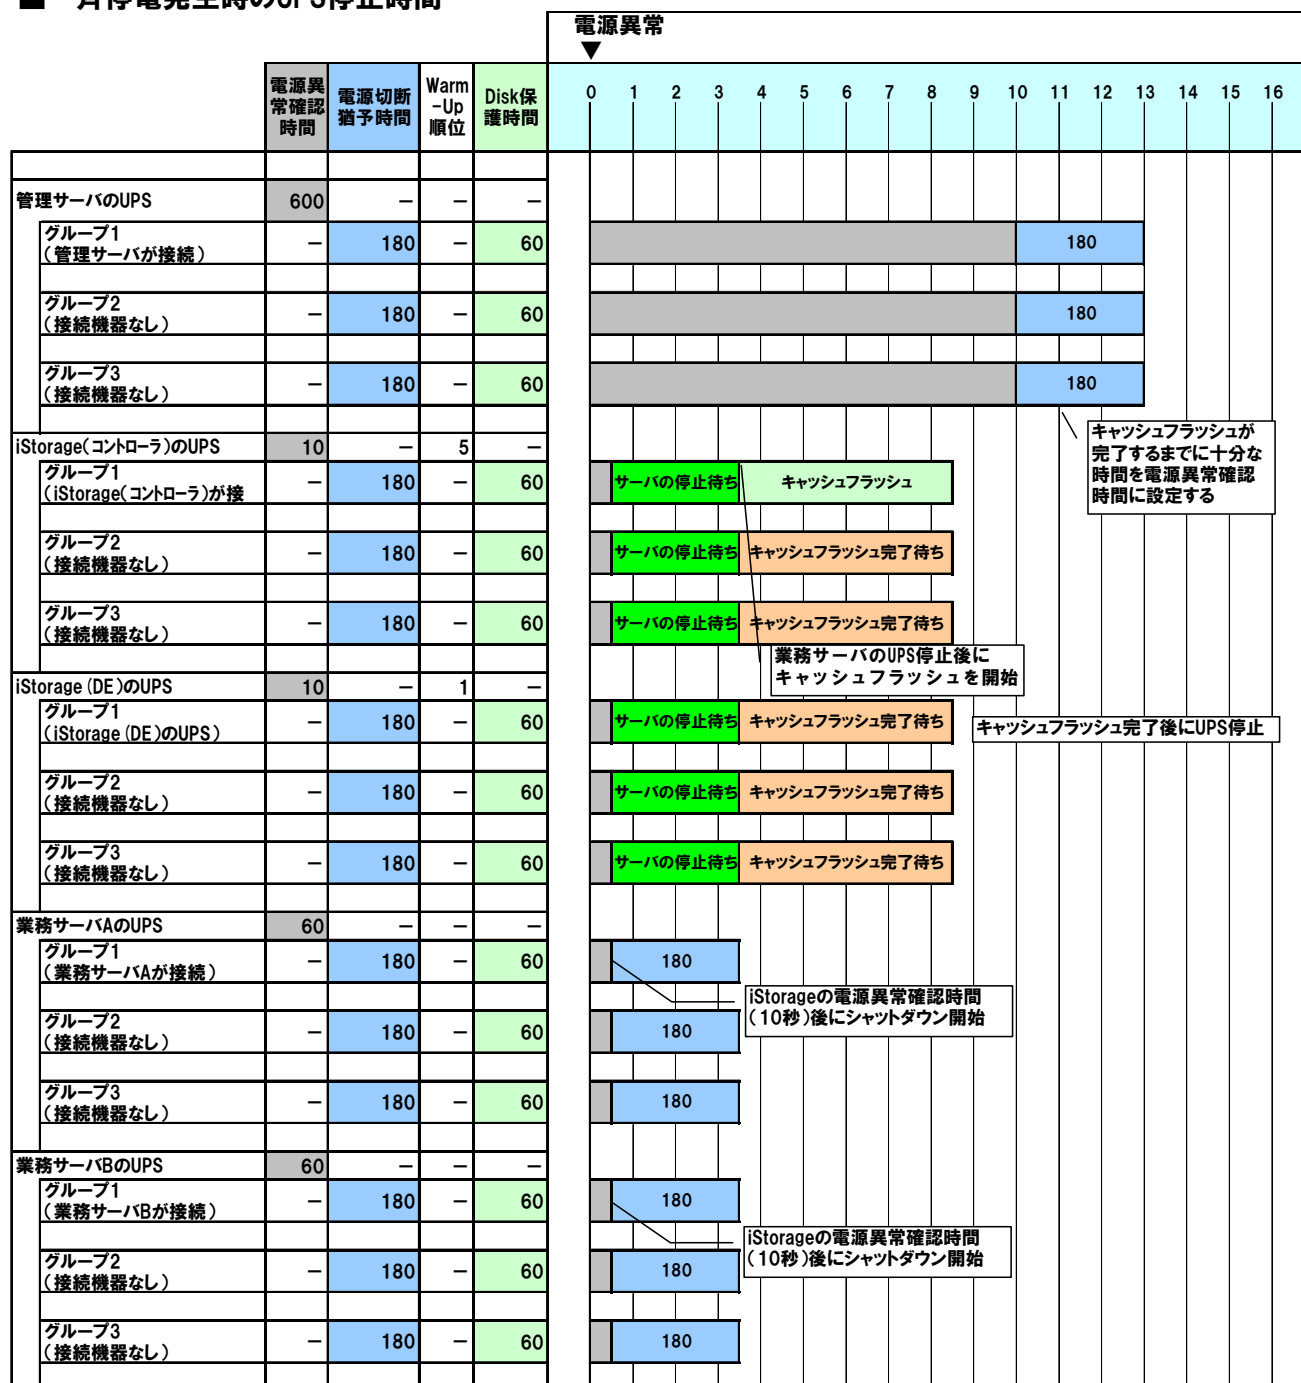 ■ 片停電発生時のUPS停止時間
電源異常
▼
電源異
常確認
時間
電源切断
猶予時間
Warm
-Up
順位
Disk保
護時間
0 1 2 3 4 5 6 7 8 9 10 11 12 13 14 15 16
管理サーバのUPS 600 － － －
グループ1
（管理サーバが接続） － 180 － 60 180
グループ2
（接続機器なし） － 180 － 60 180
グループ3
（接続機器なし） － 180 － 60 180
キャッシュフラッシュが
完了するまでに十分な
時間を電源異常確認
時間に設定する
iStorage(コントローラ)のUPS 10 － 5 －
グループ1
（iStorage(コントローラ)が接 － 180 － 60 サーバの停止待ち キャッシュフラッシュ
グループ2
（接続機器なし） － 180 － 60 サーバの停止待ち キャッシュフラッシュ完了待ち
グループ3
（接続機器なし） － 180 － 60 サーバの停止待ち キャッシュフラッシュ完了待ち
業務サーバのUPS停止後に
キャッシュフラッシュを開始
iStorage(DE)のUPS 10 － 1 －
グループ1
（iStorage(DE)のUPS） － 180 － 60 サーバの停止待ち キャッシュフラッシュ完了待ち キャッシュフラッシュ完了後にUPS停止
グループ2
（接続機器なし） － 180 － 60 サーバの停止待ち キャッシュフラッシュ完了待ち
グループ3
（接続機器なし） － 180 － 60 サーバの停止待ち キャッシュフラッシュ完了待ち
業務サーバAのUPS 60 － － －
グループ1
（業務サーバAが接続） － 180 － 60 180
iStorageの電源異常確認時間
（10秒）後にシャットダウン開始
グループ2
（接続機器なし） － 180 － 60 180
グループ3
（接続機器なし） － 180 － 60 180
業務サーバBのUPS 60 － － －
グループ1
（業務サーバBが接続） － 180 － 60 180
iStorageの電源異常確認時間
（10秒）後にシャットダウン開始
グループ2
（接続機器なし） － 180 － 60 180
グループ3
（接続機器なし） － 180 － 60 180